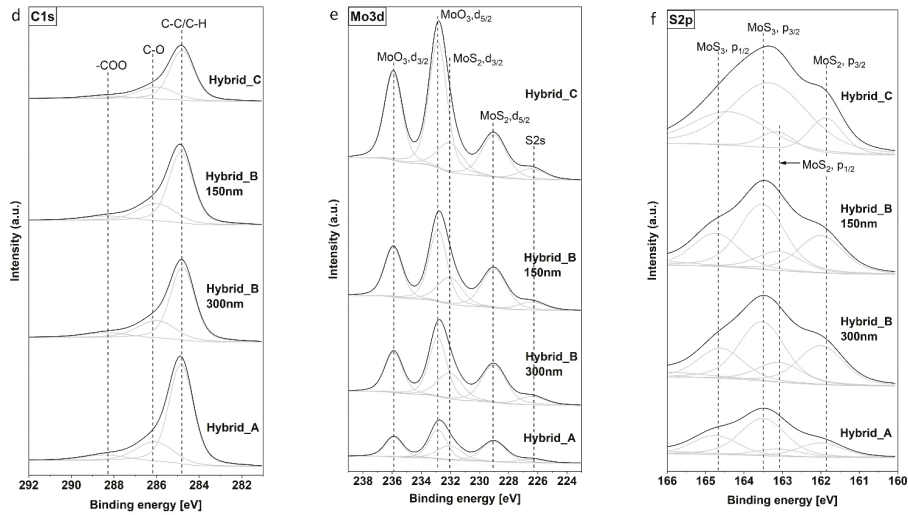 d
C1s
C-C/C-H
C-O
-COO
Hybrid_C
Hybrid_B
150nm
Hybrid_B
300nm
Hybrid_A
Intensity (a.u.)
292 290 288 286 284 282
Binding energy [eV]
e
Mo3d
MoO3,d5/2
MoO3,d3/2
MoS2,d3/2
Hybrid_C
MoS2,d5/2
S2s
Hybrid_B
150nm
Hybrid_B
300nm
Hybrid_A
Intensity (a.u.)
238 236 234 232 230 228 226 224
Binding energy [eV]
f
S2p
MoS3, p3/2
MoS3, p1/2
MoS2, p3/2
Hybrid_C
MoS2, p1/2
Hybrid_B
150nm
Hybrid_B
300nm
Hybrid_A
Intensity (a.u.)
166 165 164 163 162 161 160
Binding energy [eV]